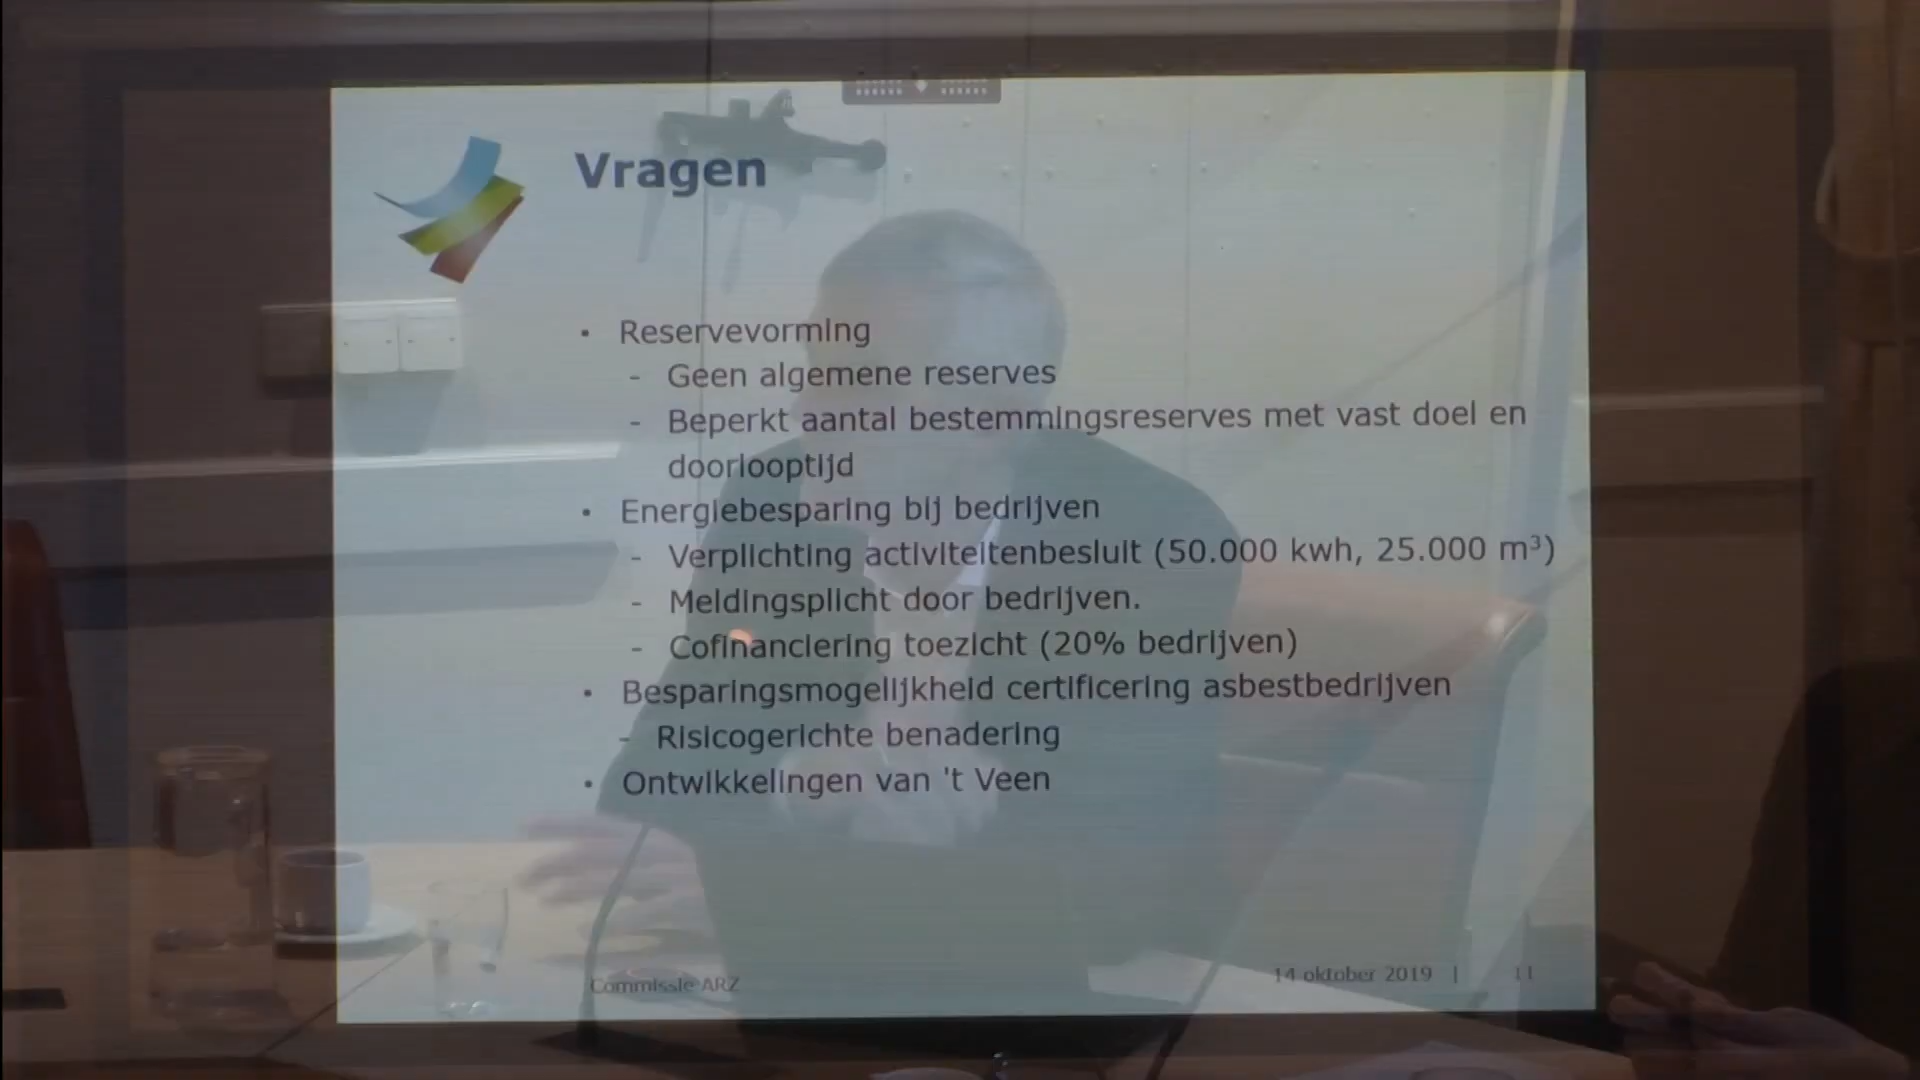 Vragen
• Reservevorming
- Geen algemene reserves
- Beperkt aantal bestemmingsreserves met vast doel en
doorlooptijd
• Energiebesparing bij bedrijven
- Verplichting activiteitenbesluit (50.000 kwh, 25.000 m³)
- Meldingsplicht door bedrijven.
- Cofinanciering toezicht (20% bedrijven)
• Besparingsmogelijkheid certificering asbestbedrijven
- Risicogerichte benadering
• Ontwikkelingen van 't Veen
Commissie ARZ
14 oktober 2019 | 11